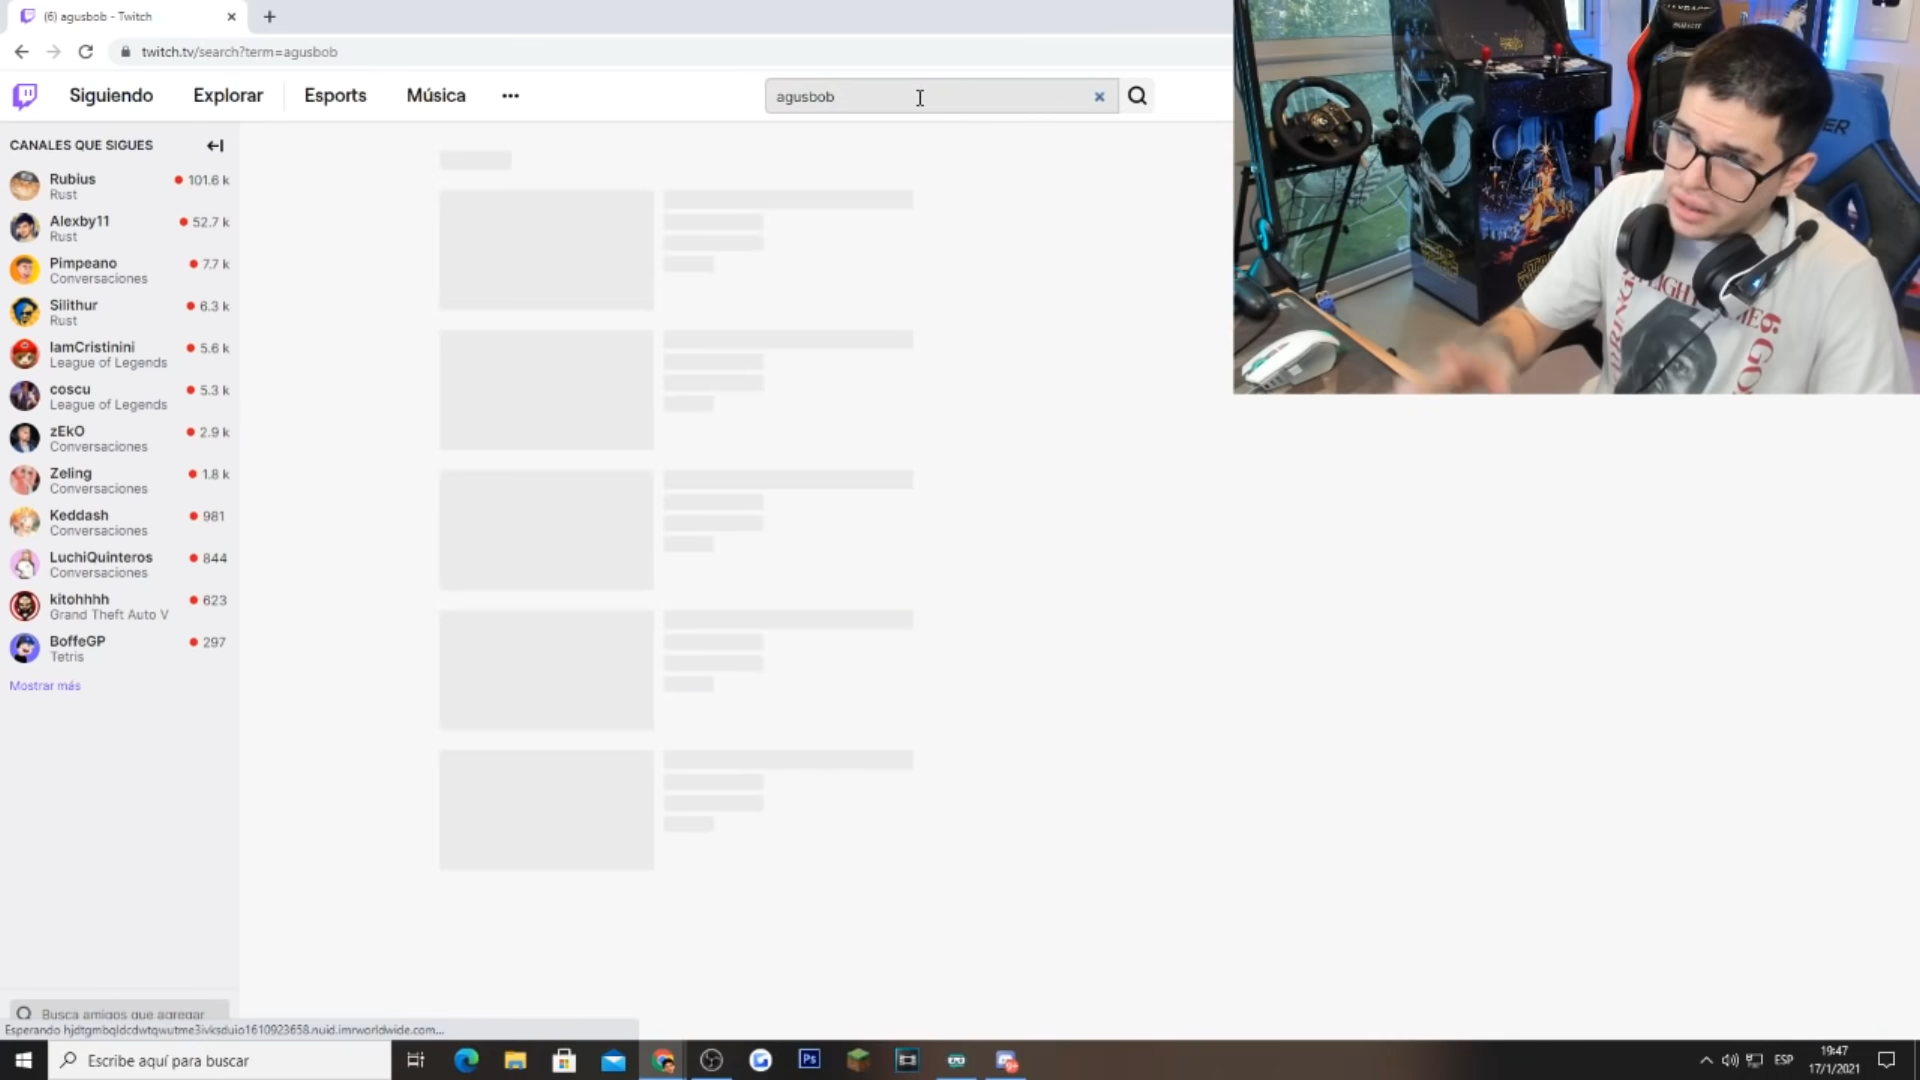 (6) agusbob - Twitch
twitch.tv/search?term=agusbob
Siguiendo
Explorar
Esports
Música
agusbob
CANALES QUE SIGUES
Rubius
101.6 k
Rust
Alexby11
52.7 k
Rust
Pimpeano
7.7 k
Conversaciones
Silithur
6.3 k
Rust
IamCristinini
5.6 k
League of Legends
coscu
5.3 k
League of Legends
zEkO
2.9 k
Conversaciones
Zeling
1.8 k
Conversaciones
Keddash
981
Conversaciones
LuchiQuinteros
844
Conversaciones
kitohhhh
623
Grand Theft Auto V
BoffeGP
297
Tetris
Mostrar más
Busca amigos que agregar
Escribe aquí para buscar
Ps
ESP
19:47
17/1/2021